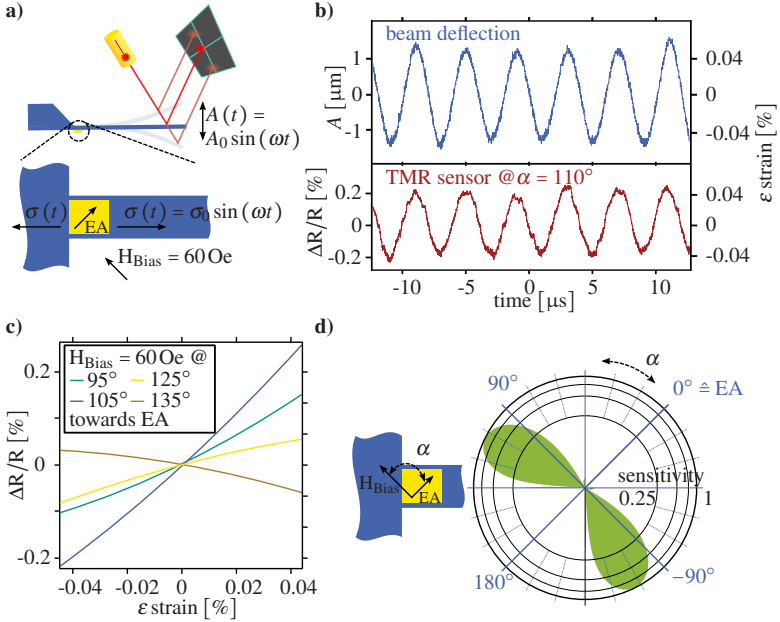 a)
A (t) =
A₀ sin (ωt)
σ (t)
σ (t) = σ₀ sin (ωt)
EA
H_Bias = 60 Oe
b)
beam deflection
A [µm]
1
0
-1
0.04
0
-0.04
ε strain [%]
TMR sensor @ α = 110°
ΔR/R [%]
0.2
0
-0.2
0.04
0
-0.04
-10 -5 0 5 10
time [µs]
c)
H_Bias = 60 Oe @
95° 125°
105° 135°
towards EA
ΔR/R [%]
0.2
0
-0.2
-0.04 -0.02 0 0.02 0.04
ε strain [%]
d)
α
90°
0° ≙ EA
α
H_Bias
EA
sensitivity
0.25 1
180°
−90°